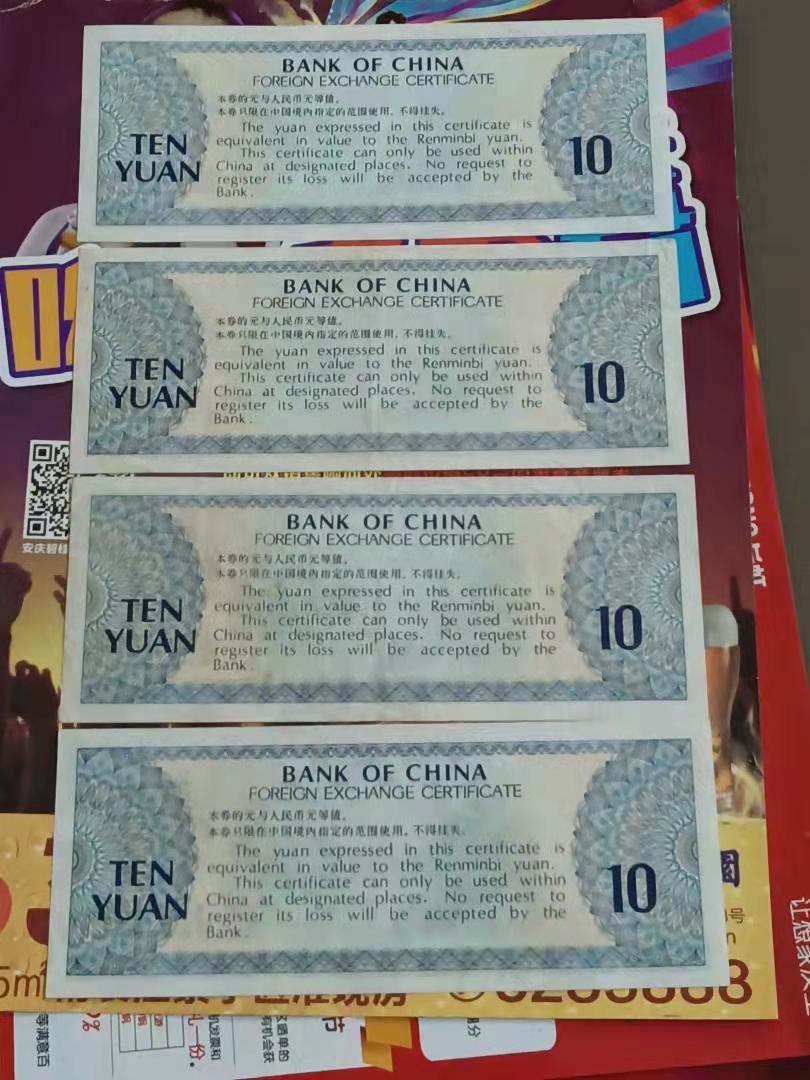 BANK OF CHINA
FOREIGN EXCHANGE CERTIFICATE
本券的元与人民币元等值。
本券只限在中国境内指定的范围使用,不得挂失。
The yuan expressed in this certificate is
equivalent in value to the Renminbi yuan.
This certificate can only be used within
China at designated places. No request to
register its loss will be accepted by the
Bank.
TEN
YUAN
10
BANK OF CHINA
FOREIGN EXCHANGE CERTIFICATE
本券的元与人民币元等值。
本券只限在中国境内指定的范围使用,不得挂失。
The yuan expressed in this certificate is
equivalent in value to the Renminbi yuan.
This certificate can only be used within
China at designated places. No request to
register its loss will be accepted by the
Bank.
TEN
YUAN
10
BANK OF CHINA
FOREIGN EXCHANGE CERTIFICATE
本券的元与人民币元等值。
本券只限在中国境内指定的范围使用,不得挂失。
The yuan expressed in this certificate is
equivalent in value to the Renminbi yuan.
This certificate can only be used within
China at designated places. No request to
register its loss will be accepted by the
Bank.
TEN
YUAN
10
安庆碧桂
BANK OF CHINA
FOREIGN EXCHANGE CERTIFICATE
本券的元与人民币元等值。
本券只限在中国境内指定的范围使用,不得挂失。
The yuan expressed in this certificate is
equivalent in value to the Renminbi yuan.
This certificate can only be used within
China at designated places. No request to
register its loss will be accepted by the
Bank.
TEN
YUAN
10
号
5㎡
节
礼一份。
等满意百